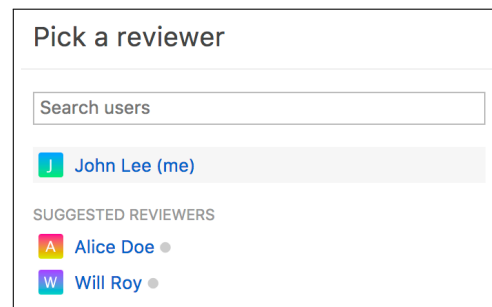 Pick a reviewer
Search users
J John Lee (me)
SUGGESTED REVIEWERS
A Alice Doe
W Will Roy